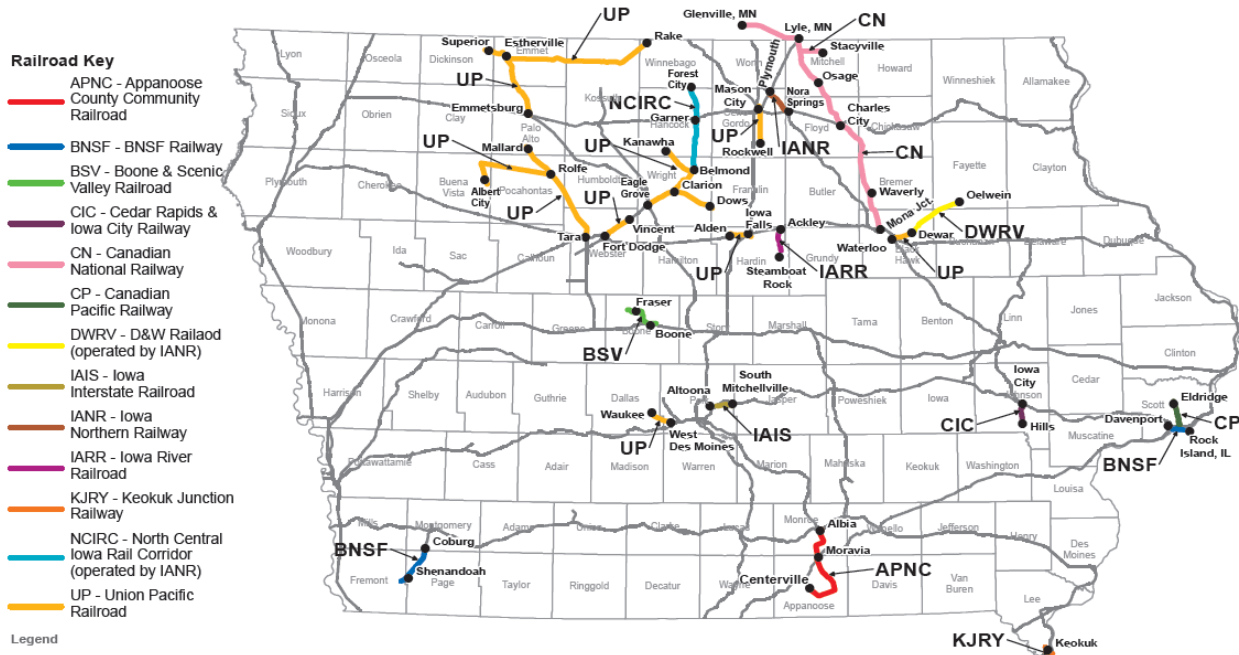 Railroad Key
APNC - Appanoose
County Community
Railroad
BNSF - BNSF Railway
BSV - Boone & Scenic
Valley Railroad
CIC - Cedar Rapids &
Iowa City Railway
CN - Canadian
National Railway
CP - Canadian
Pacific Railway
DWRV - D&W Railaod
(operated by IANR)
IAIS - Iowa
Interstate Railroad
IANR - Iowa
Northern Railway
IARR - Iowa River
Railroad
KJRY - Keokuk Junction
Railway
NCIRC - North Central
Iowa Rail Corridor
(operated by IANR)
UP - Union Pacific
Railroad
Legend
Glenville, MN
Lyle, MN
CN
Stacyville
Mitchell
UP
Rake
Superior
Estherville
Emmet
Lyon
Osceola
Dickinson
Winnebago
Worth
Plymouth
Howard
Winneshiek
Allamakee
Osage
Forest
City
Mason
City
Nora
Springs
UP
NCIRC
Kossuth
Emmetsburg
Sioux
Obrien
Clay
Palo
Alto
Garner
Hancock
Cerro
Gordo
Floyd
Charles
City
Chickasaw
UP
IANR
Rockwell
UP
Mallard
UP
Kanawha
Belmond
CN
Fayette
Clayton
Rolfe
Plymouth
Cherokee
Buena
Vista
Albert
City
Pocahontas
Humboldt
Wright
Eagle
Grove
Clarion
Franklin
Butler
Bremer
Waverly
Oelwein
UP
UP
Dows
Vincent
Iowa
Falls
Ackley
Mona Jct.
Alden
Dewar
DWRV
Woodbury
Ida
Sac
Calhoun
Tara
Webster
Fort Dodge
Hamilton
Hardin
Grundy
Waterloo
Black
Hawk
Buchanan
Delaware
Dubuque
UP
Steamboat
Rock
IARR
UP
Monona
Crawford
Carroll
Greene
Fraser
Boone
Boone
Story
Marshall
Tama
Benton
Linn
Jones
Jackson
BSV
Clinton
Iowa
City
Cedar
Harrison
Shelby
Audubon
Guthrie
Dallas
Waukee
Altoona
Polk
South
Mitchellville
Jasper
Poweshiek
Iowa
Johnson
Scott
Eldridge
Davenport
CP
UP
West
Des Moines
IAIS
CIC
Hills
Muscatine
Rock
Island, IL
BNSF
Pottawattamie
Cass
Adair
Madison
Warren
Marion
Mahaska
Keokuk
Washington
Louisa
Mills
Montgomery
Adams
Union
Clarke
Lucas
Monroe
Albia
Wapello
Jefferson
Henry
Des
Moines
BNSF
Coburg
Moravia
Shenandoah
Fremont
Page
Taylor
Ringgold
Decatur
Wayne
Centerville
Appanoose
APNC
Davis
Van
Buren
Lee
KJRY
Keokuk